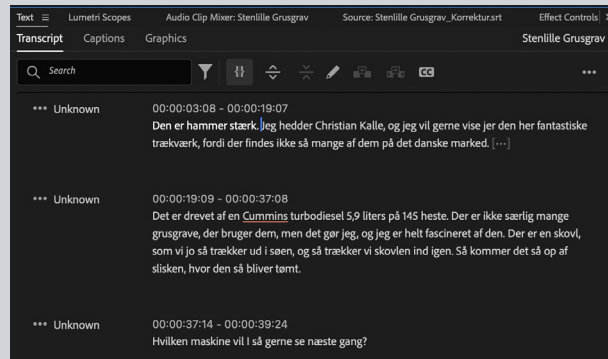 Text
Lumetri Scopes
Audio Clip Mixer: Stenlille Grusgrav
Source: Stenlille Grusgrav_Korrektur.srt
Effect Controls
Transcript
Captions
Graphics
Stenlille Grusgrav
Search
CC
Unknown
00:00:03:08 - 00:00:19:07
Den er hammer stærk. Jeg hedder Christian Kalle, og jeg vil gerne vise jer den her fantastiske
trækværk, fordi der findes ikke så mange af dem på det danske marked. [···]
Unknown
00:00:19:09 - 00:00:37:08
Det er drevet af en Cummins turbodiesel 5,9 liters på 145 heste. Der er ikke særlig mange
grusgrave, der bruger dem, men det gør jeg, og jeg er helt fascineret af den. Der er en skovl,
som vi jo så trækker ud i søen, og så trækker vi skovlen ind igen. Så kommer det så op af
slisken, hvor den så bliver tømt.
Unknown
00:00:37:14 - 00:00:39:24
Hvilken maskine vil I så gerne se næste gang?